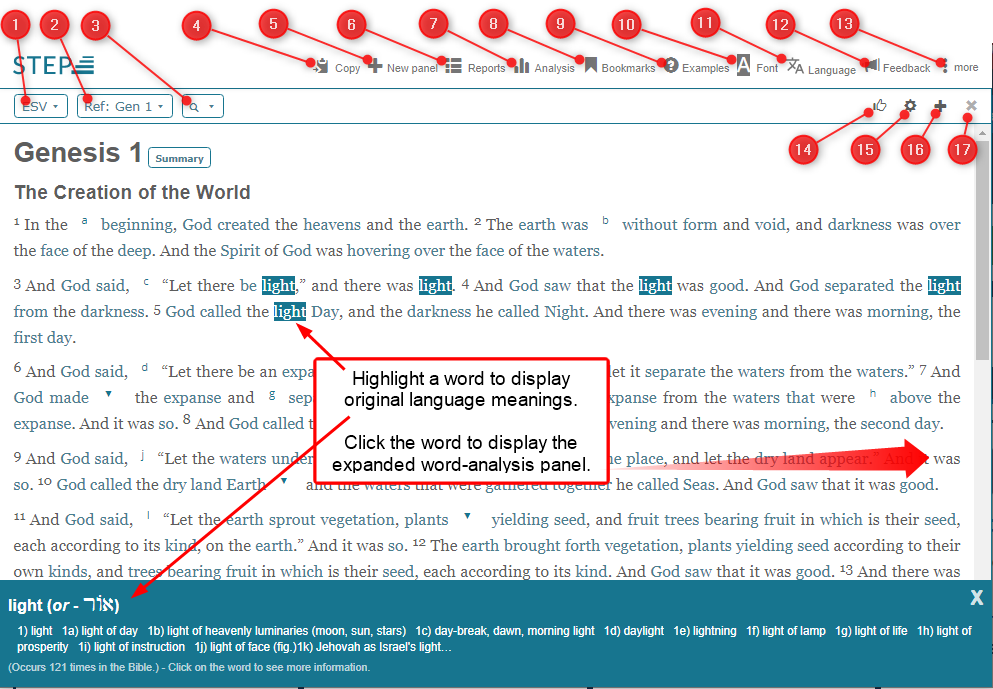 1 2 3 4 5 6 7 8 9 10 11 12 13
STEP Copy New panel Reports Analysis Bookmarks Examples A Font Language Feedback more
ESV Ref: Gen 1
14 15 16 17
Genesis 1 Summary
The Creation of the World
1 In the a beginning, God created the heavens and the earth. 2 The earth was b without form and void, and darkness was over
the face of the deep. And the Spirit of God was hovering over the face of the waters.
3 And God said, c “Let there be light,” and there was light. 4 And God saw that the light was good. And God separated the light
from the darkness. 5 God called the light Day, and the darkness he called Night. And there was evening and there was morning, the
first day.
Highlight a word to display
original language meanings.
Click the word to display the
expanded word-analysis panel.
6 And God said, d “Let there be an expa let it separate the waters from the waters.” 7 And
God made the expanse and g sep xpanse from the waters that were h above the
expanse. And it was so. 8 And God called t vening and there was morning, the second day.
9 And God said, j “Let the waters under e place, and let the dry land appear.” And it was
so. 10 God called the dry land Earth, and the waters that were gathered together he called Seas. And God saw that it was good.
11 And God said, l “Let the earth sprout vegetation, plants yielding seed, and fruit trees bearing fruit in which is their seed,
each according to its kind, on the earth.” And it was so. 12 The earth brought forth vegetation, plants yielding seed according to their
own kinds, and trees bearing fruit in which is their seed, each according to its kind. And God saw that it was good. 13 And there was
light (or - אוֹר) X
1) light 1a) light of day 1b) light of heavenly luminaries (moon, sun, stars) 1c) day-break, dawn, morning light 1d) daylight 1e) lightning 1f) light of lamp 1g) light of life 1h) light of
prosperity 1i) light of instruction 1j) light of face (fig.)1k) Jehovah as Israel's light...
(Occurs 121 times in the Bible.) - Click on the word to see more information.